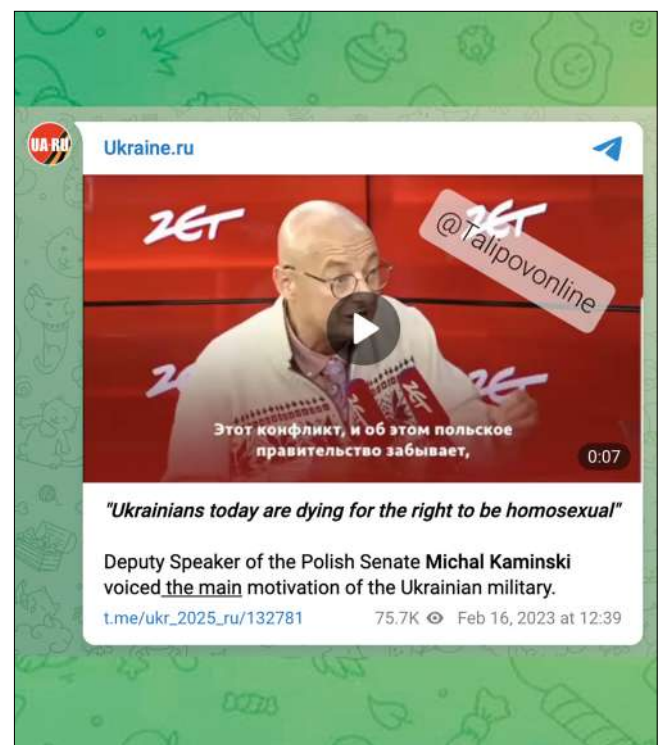 UA RU
Ukraine.ru
ZET
ZET
@Talipovonline
Этот конфликт, и об этом польское
правительство забывает,
0:07
"Ukrainians today are dying for the right to be homosexual"
Deputy Speaker of the Polish Senate Michal Kaminski
voiced the main motivation of the Ukrainian military.
t.me/ukr_2025_ru/132781 75.7K Feb 16, 2023 at 12:39